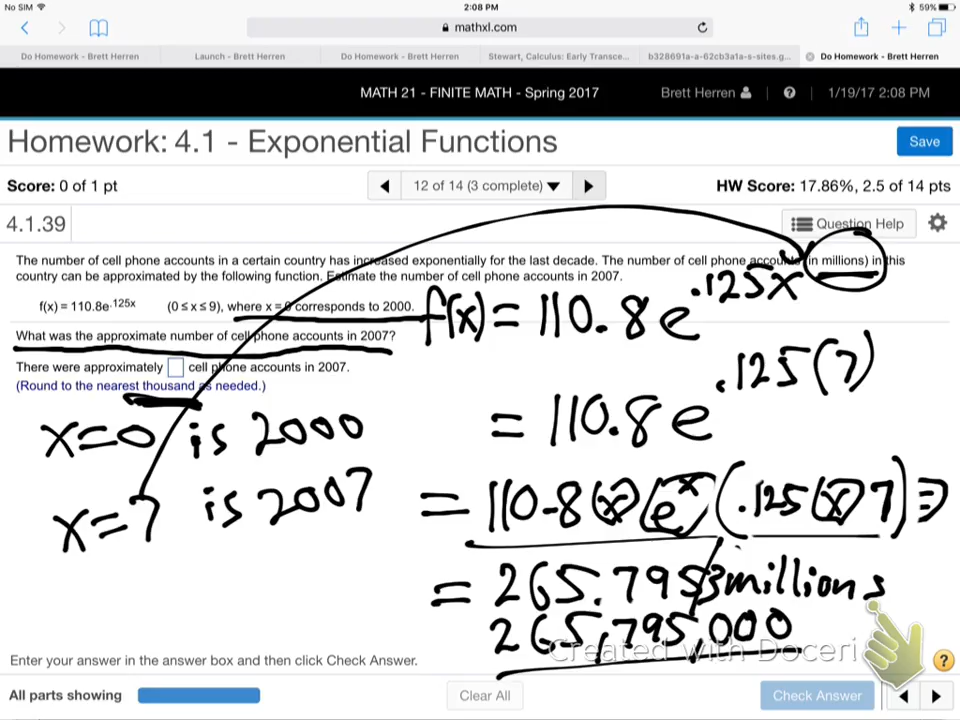 No SIM 2:08 PM 59%
mathxl.com
Do Homework - Brett Herren Launch - Brett Herren Do Homework - Brett Herren Stewart, Calculus: Early Transce... b328691a-a-62cb3a1a-s-sites.g... Do Homework - Brett Herren
MATH 21 - FINITE MATH - Spring 2017 Brett Herren ? 1/19/17 2:08 PM
Homework: 4.1 - Exponential Functions Save
Score: 0 of 1 pt 12 of 14 (3 complete) HW Score: 17.86%, 2.5 of 14 pts
4.1.39 Question Help
The number of cell phone accounts in a certain country has increased exponentially for the last decade. The number of cell phone accounts (in millions) in this
country can be approximated by the following function. Estimate the number of cell phone accounts in 2007.
f(x) = 110.8e^.125x (0 ≤ x ≤ 9), where x = 0 corresponds to 2000.
f(x) = 110.8e^.125x
What was the approximate number of cell phone accounts in 2007?
There were approximately cell phone accounts in 2007.
(Round to the nearest thousand as needed.)
= 110.8e^.125(7)
x=0 is 2000
x=7 is 2007
= 110.8 (x) (e^x) (.125 (x) 7) =
= 265.7953 millions
265,795,000
Created with Doceri
Enter your answer in the answer box and then click Check Answer. ?
All parts showing Clear All Check Answer